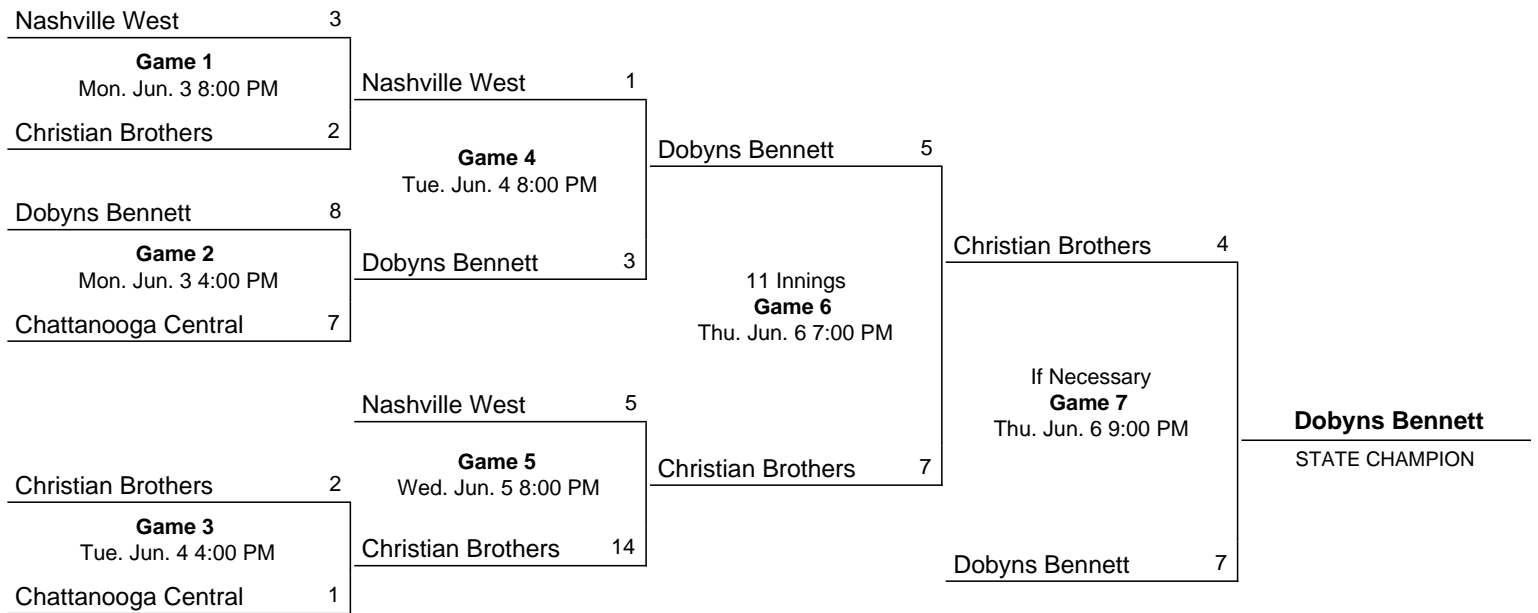 Nashville West 3
Game 1
Mon. Jun. 3 8:00 PM
Christian Brothers 2
Dobyns Bennett 8
Game 2
Mon. Jun. 3 4:00 PM
Chattanooga Central 7
Christian Brothers 2
Game 3
Tue. Jun. 4 4:00 PM
Chattanooga Central 1
Nashville West 1
Game 4
Tue. Jun. 4 8:00 PM
Dobyns Bennett 3
Nashville West 5
Game 5
Wed. Jun. 5 8:00 PM
Christian Brothers 14
Dobyns Bennett 5
11 Innings
Game 6
Thu. Jun. 6 7:00 PM
Christian Brothers 7
Christian Brothers 4
If Necessary
Game 7
Thu. Jun. 6 9:00 PM
Dobyns Bennett 7
Dobyns Bennett
STATE CHAMPION